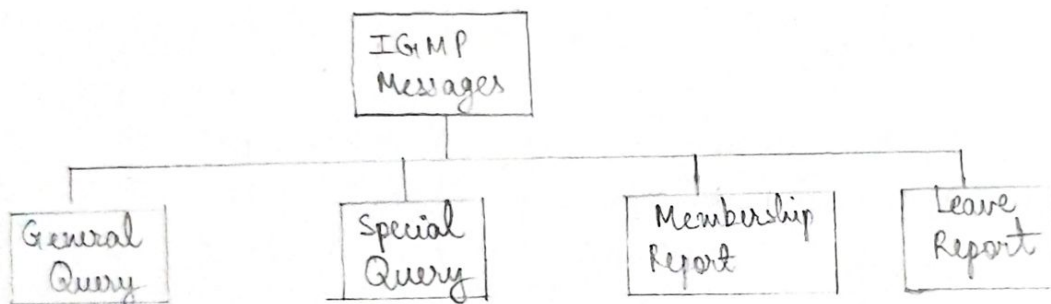 IGMP
Messages
General
Query
Special
Query
Membership
Report
Leave
Report